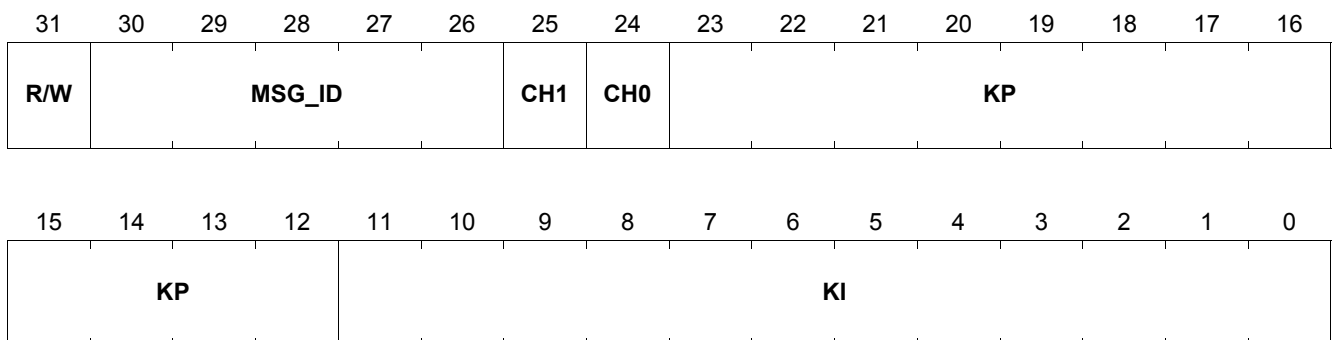 31 30 29 28 27 26 25 24 23 22 21 20 19 18 17 16
R/W MSG_ID CH1 CH0 KP
15 14 13 12 11 10 9 8 7 6 5 4 3 2 1 0
KP KI